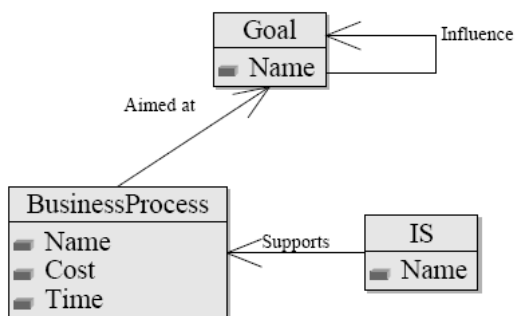 Goal
Name
Influence
Aimed at
BusinessProcess
Name
Cost
Time
Supports
IS
Name